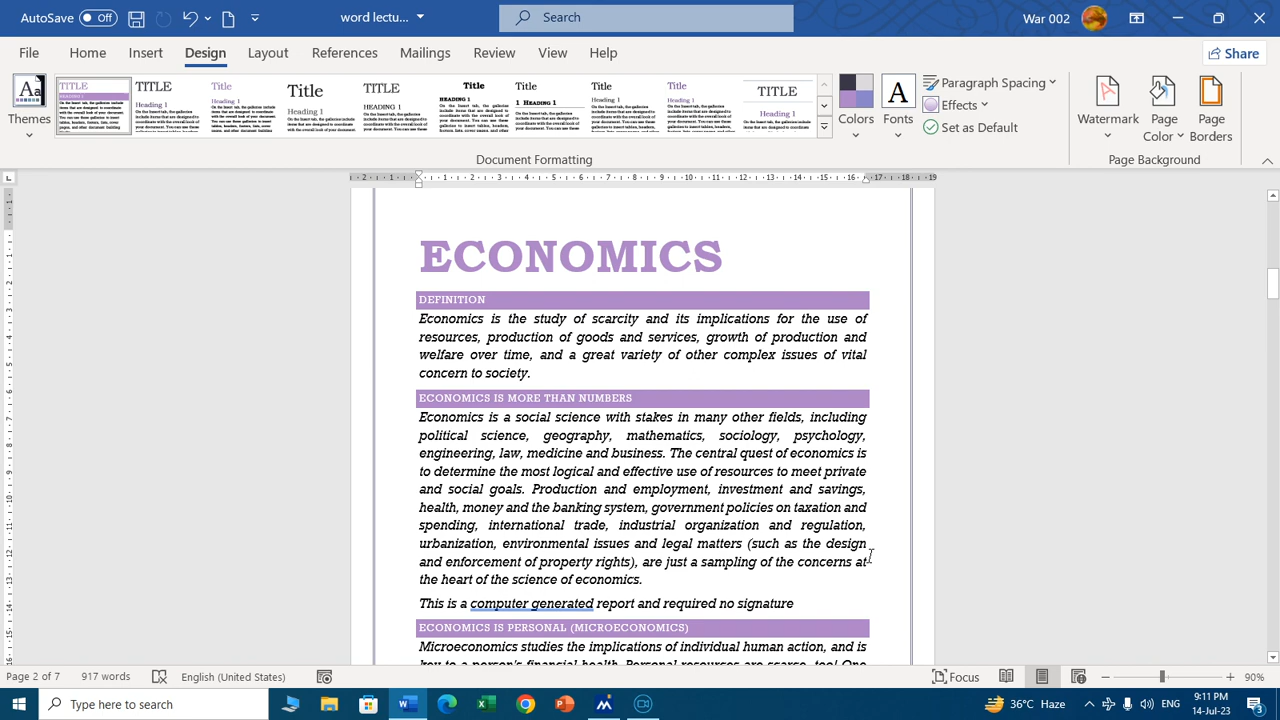 AutoSave Off word lectu... Search War 002
File Home Insert Design Layout References Mailings Review View Help Share
Themes Colors Fonts Paragraph Spacing Effects Set as Default Watermark Page Color Page Borders
Document Formatting Page Background
ECONOMICS
DEFINITION
Economics is the study of scarcity and its implications for the use of
resources, production of goods and services, growth of production and
welfare over time, and a great variety of other complex issues of vital
concern to society.
ECONOMICS IS MORE THAN NUMBERS
Economics is a social science with stakes in many other fields, including
political science, geography, mathematics, sociology, psychology,
engineering, law, medicine and business. The central quest of economics is
to determine the most logical and effective use of resources to meet private
and social goals. Production and employment, investment and savings,
health, money and the banking system, government policies on taxation and
spending, international trade, industrial organization and regulation,
urbanization, environmental issues and legal matters (such as the design
and enforcement of property rights), are just a sampling of the concerns at
the heart of the science of economics.
This is a computer generated report and required no signature
ECONOMICS IS PERSONAL (MICROECONOMICS)
Microeconomics studies the implications of individual human action, and is
key to a person's financial health. Personal resources are scarce, too! One
Page 2 of 7 917 words English (United States) Focus 90%
Type here to search 36°C Haze ENG 9:11 PM
14-Jul-23